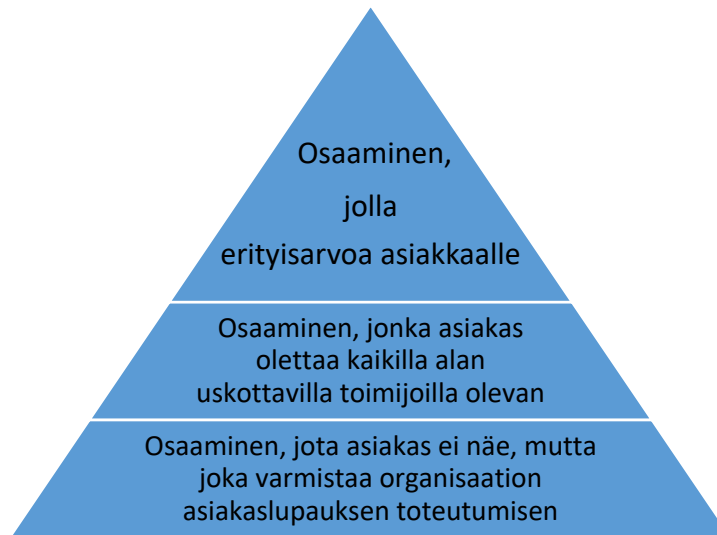 Osaaminen,
jolla
erityisarvoa asiakkaalle
Osaaminen, jonka asiakas
olettaa kaikilla alan
uskottavilla toimijoilla olevan
Osaaminen, jota asiakas ei näe, mutta
joka varmistaa organisaation
asiakaslupauksen toteutumisen